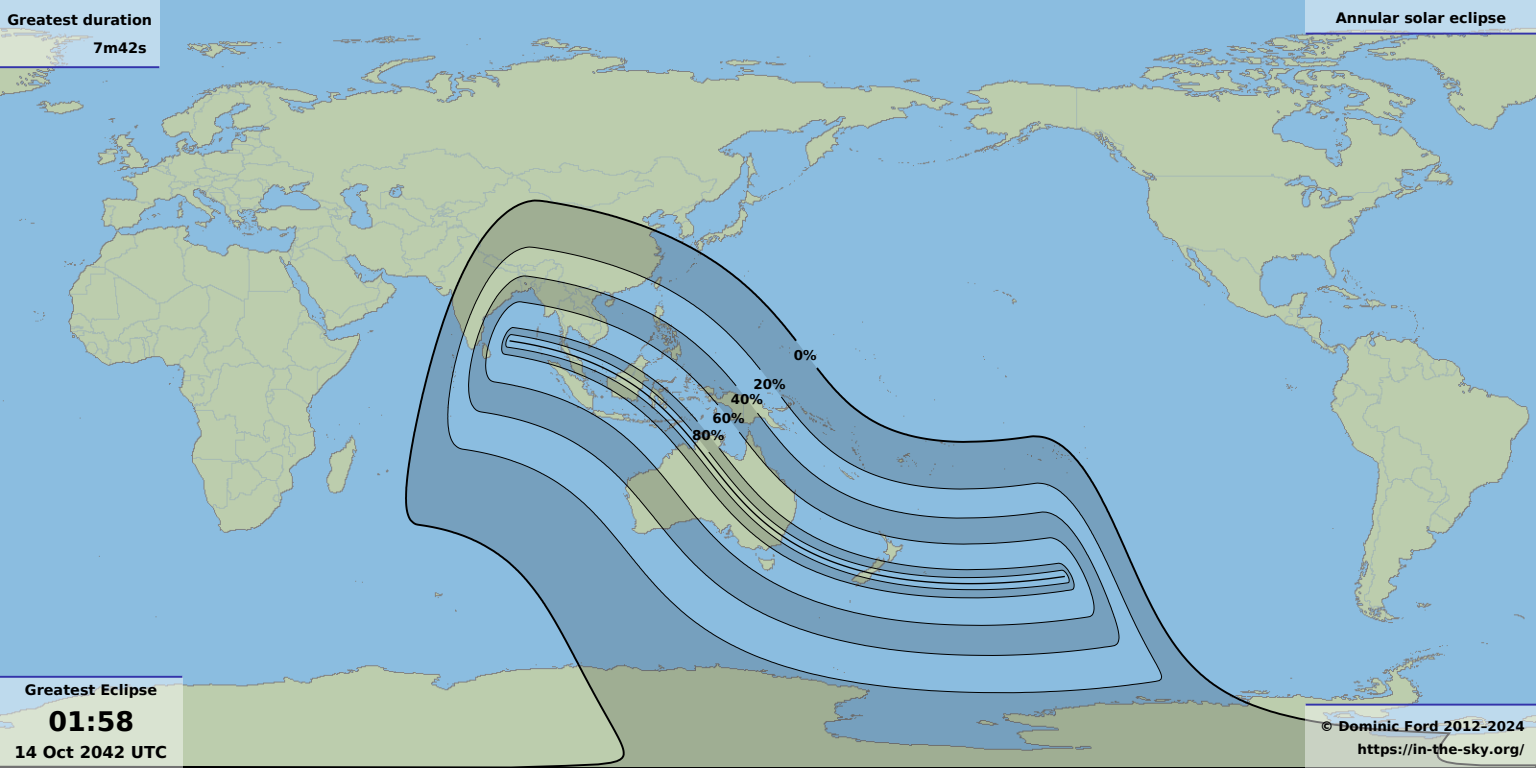 Greatest duration
7m42s
Annular solar eclipse
0%
20%
40%
60%
80%
Greatest Eclipse
01:58
14 Oct 2042 UTC
© Dominic Ford 2012-2024
https://in-the-sky.org/